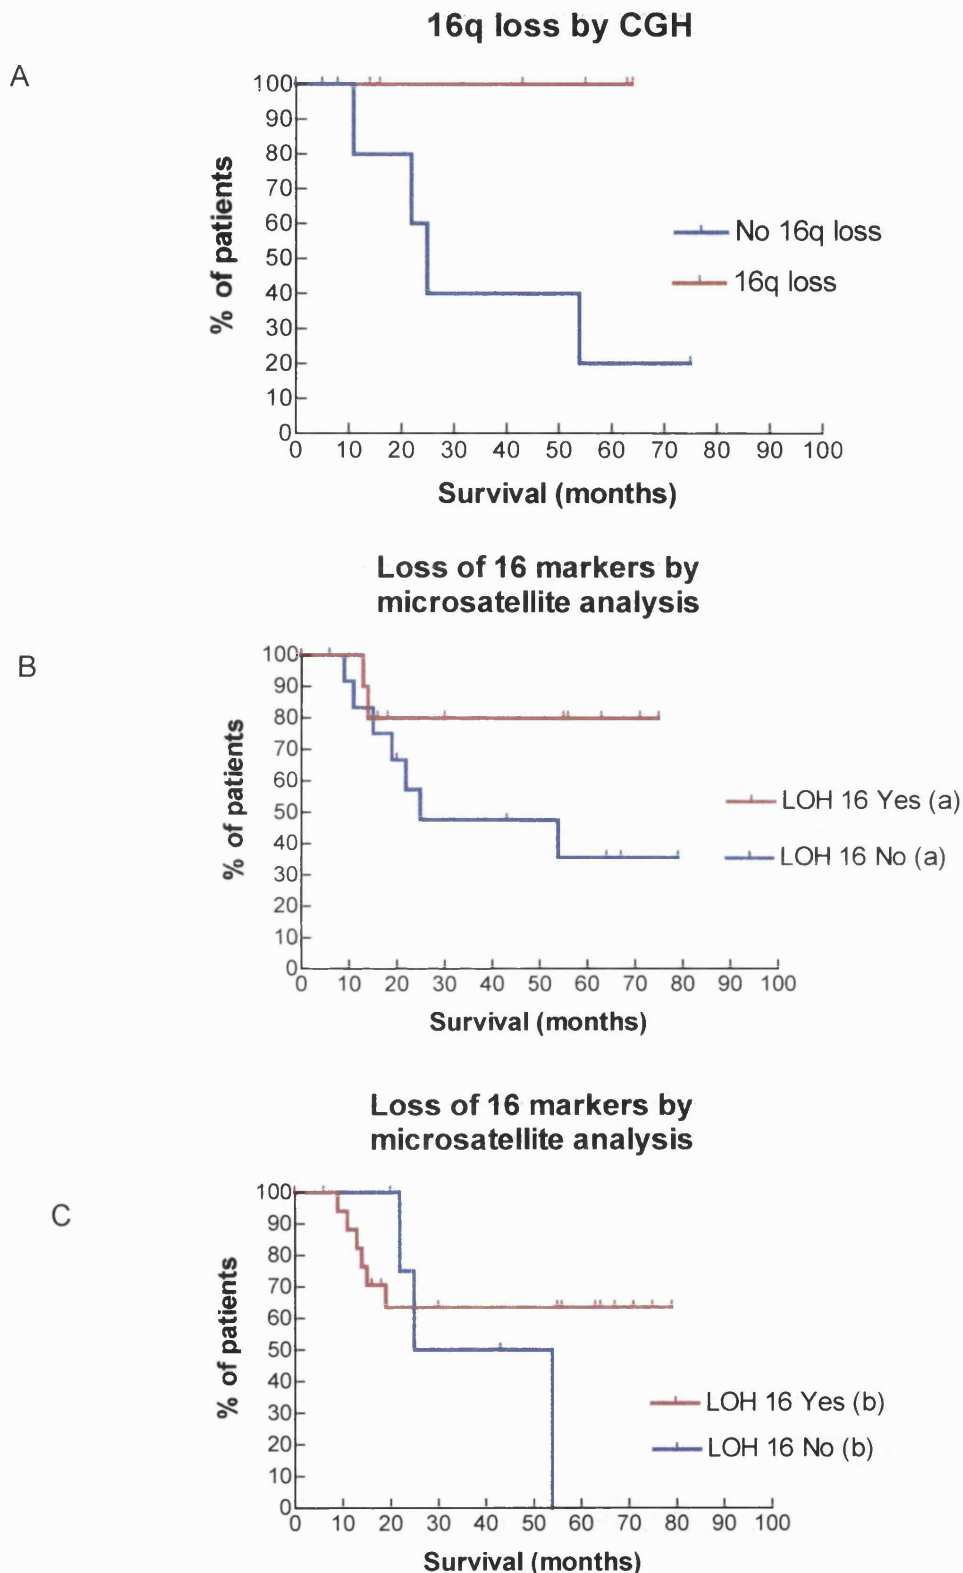 16q loss by CGH
A
100
90
80
70
60
50
40
30
20
10
0
% of patients
0 10 20 30 40 50 60 70 80 90 100
Survival (months)
No 16q loss
16q loss
Loss of 16 markers by
microsatellite analysis
B
100
90
80
70
60
50
40
30
20
10
0
% of patients
0 10 20 30 40 50 60 70 80 90 100
Survival (months)
LOH 16 Yes (a)
LOH 16 No (a)
Loss of 16 markers by
microsatellite analysis
C
100
90
80
70
60
50
40
30
20
10
0
% of patients
0 10 20 30 40 50 60 70 80 90 100
Survival (months)
LOH 16 Yes (b)
LOH 16 No (b)